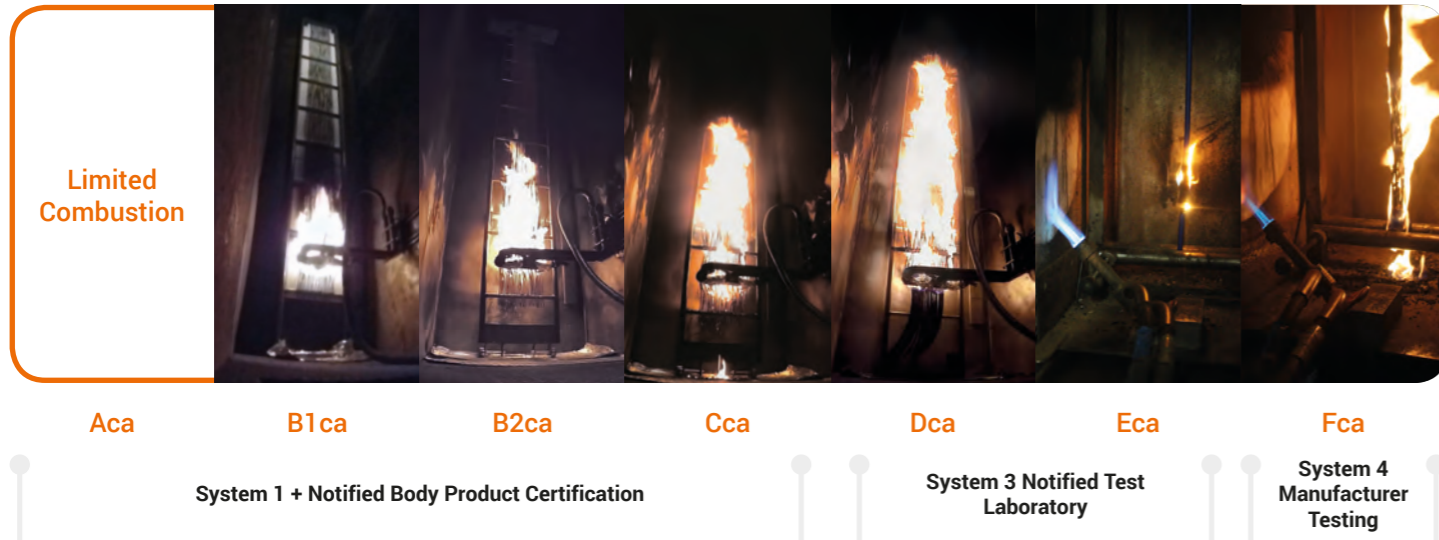 Limited
Combustion
Aca
B1ca
B2ca
Cca
Dca
Eca
Fca
System 1 + Notified Body Product Certification
System 3 Notified Test
Laboratory
System 4
Manufacturer
Testing